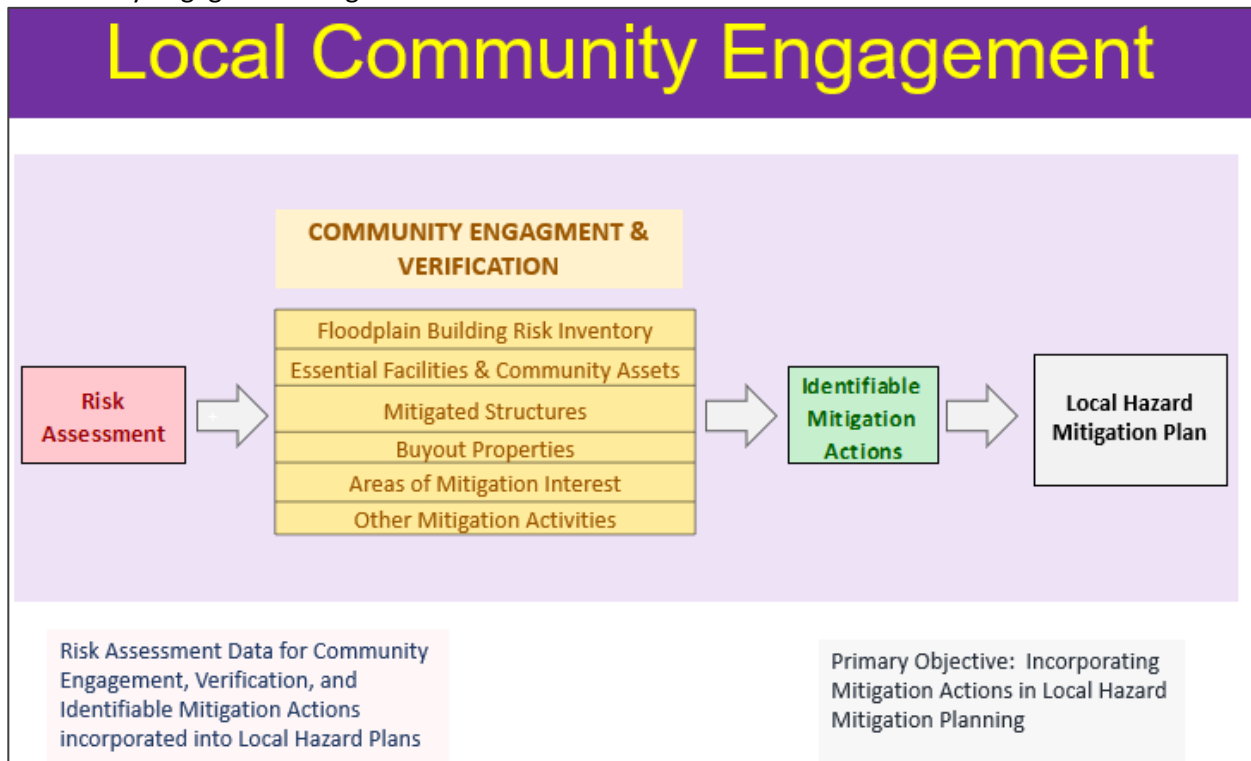 Local Community Engagement
COMMUNITY ENGAGMENT &
VERIFICATION
Floodplain Building Risk Inventory
Essential Facilities & Community Assets
Mitigated Structures
Buyout Properties
Areas of Mitigation Interest
Other Mitigation Activities
Risk
Assessment
Identifiable
Mitigation
Actions
Local Hazard
Mitigation Plan
Risk Assessment Data for Community
Engagement, Verification, and
Identifiable Mitigation Actions
incorporated into Local Hazard Plans
Primary Objective: Incorporating
Mitigation Actions in Local Hazard
Mitigation Planning